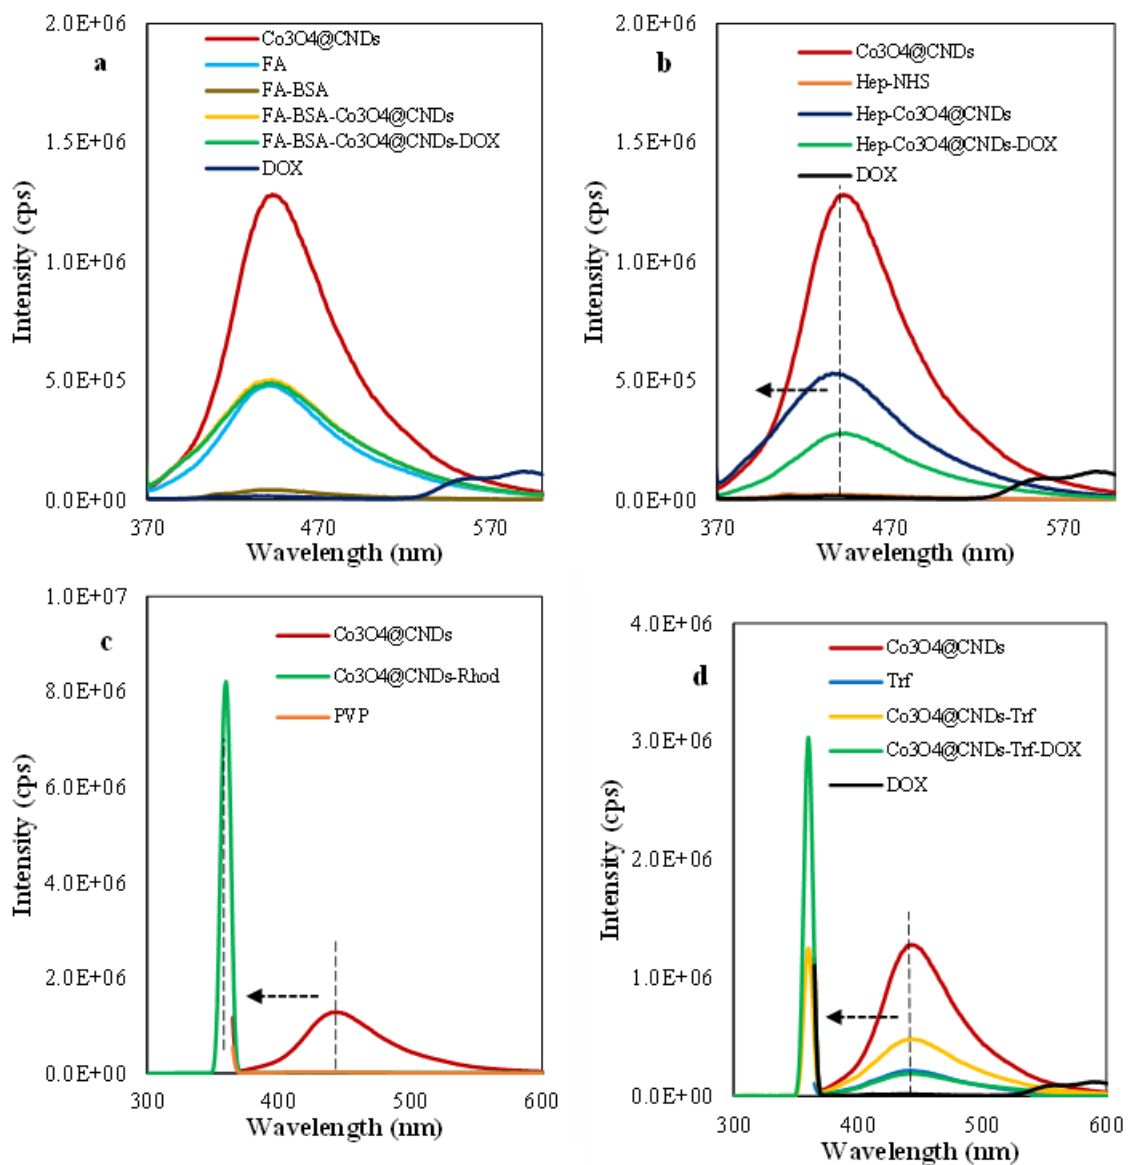 a
2.0E+06
1.5E+06
1.0E+06
5.0E+05
0.0E+00
Intensity (cps)
Co3O4@CNDs
FA
FA-BSA
FA-BSA-Co3O4@CNDs
FA-BSA-Co3O4@CNDs-DOX
DOX
370 470 570
Wavelength (nm)
b
2.0E+06
1.5E+06
1.0E+06
5.0E+05
0.0E+00
Intensity (cps)
Co3O4@CNDs
Hep-NHS
Hep-Co3O4@CNDs
Hep-Co3O4@CNDs-DOX
DOX
370 470 570
Wavelength (nm)
c
1.0E+07
8.0E+06
6.0E+06
4.0E+06
2.0E+06
0.0E+00
Intensity (cps)
Co3O4@CNDs
Co3O4@CNDs-Rhod
PVP
300 400 500 600
Wavelength (nm)
d
4.0E+06
3.0E+06
2.0E+06
1.0E+06
0.0E+00
Intensity (cps)
Co3O4@CNDs
Trf
Co3O4@CNDs-Trf
Co3O4@CNDs-Trf-DOX
DOX
300 400 500 600
Wavelength (nm)